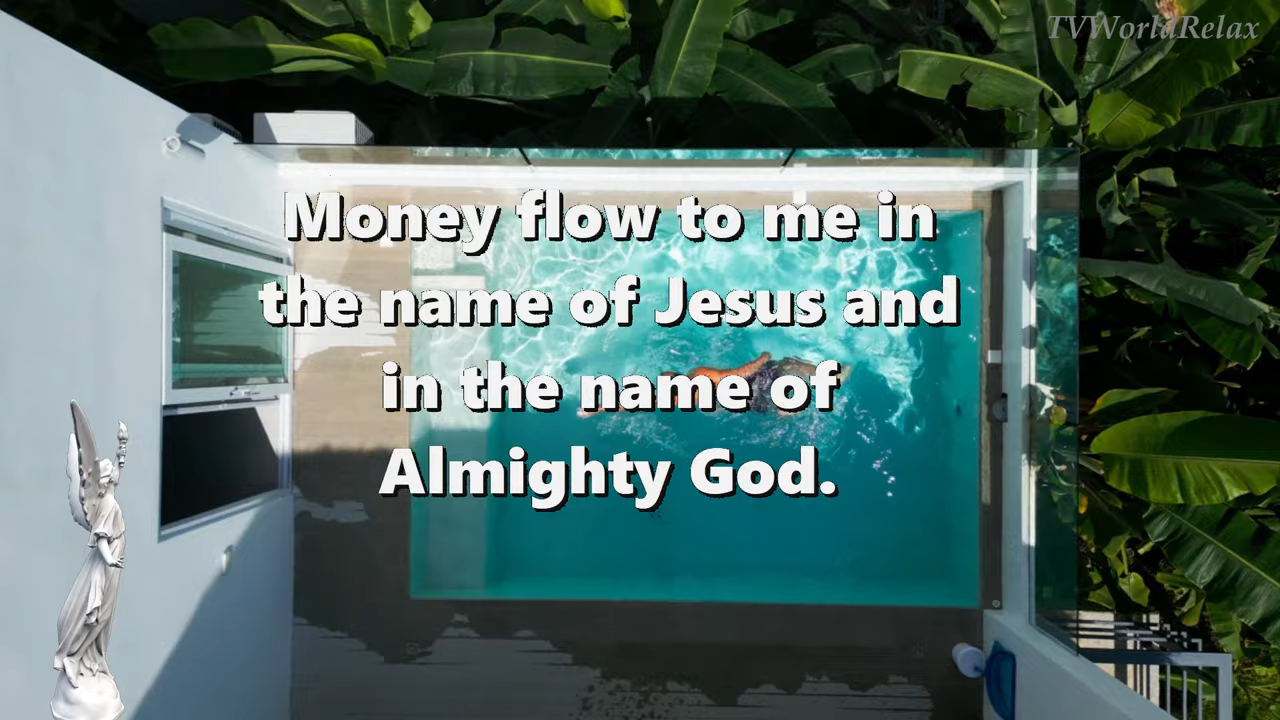 TVWorldRelax
Money flow to me in
the name of Jesus and
in the name of
Almighty God.